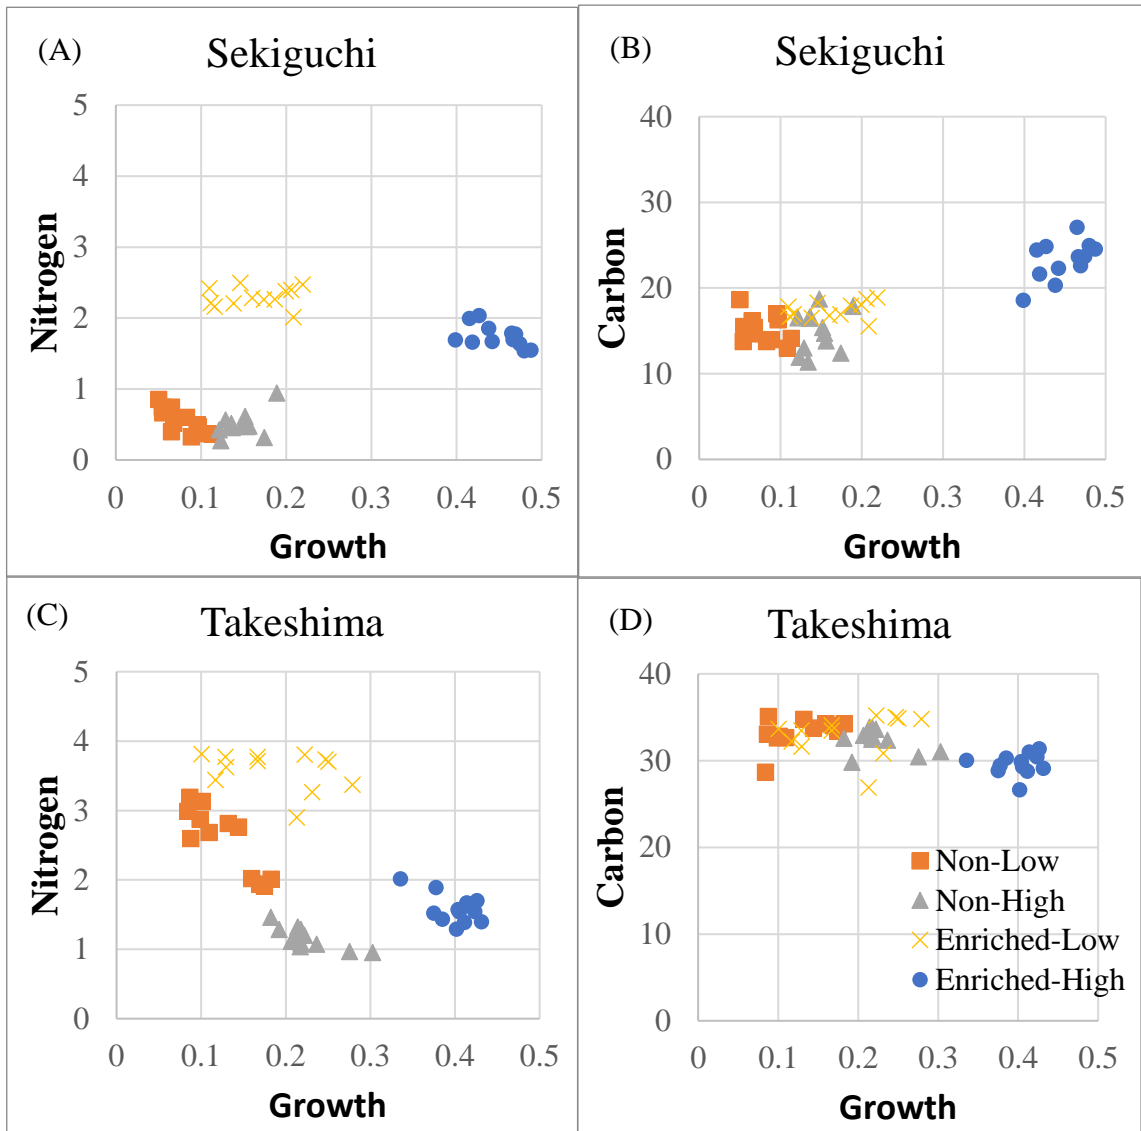 (A) Sekiguchi
Nitrogen
5
4
3
2
1
0
0 0.1 0.2 0.3 0.4 0.5
Growth
(B) Sekiguchi
Carbon
40
30
20
10
0
0 0.1 0.2 0.3 0.4 0.5
Growth
(C) Takeshima
Nitrogen
5
4
3
2
1
0
0 0.1 0.2 0.3 0.4 0.5
Growth
(D) Takeshima
Carbon
40
30
20
10
0
Non-Low
Non-High
Enriched-Low
Enriched-High
0 0.1 0.2 0.3 0.4 0.5
Growth